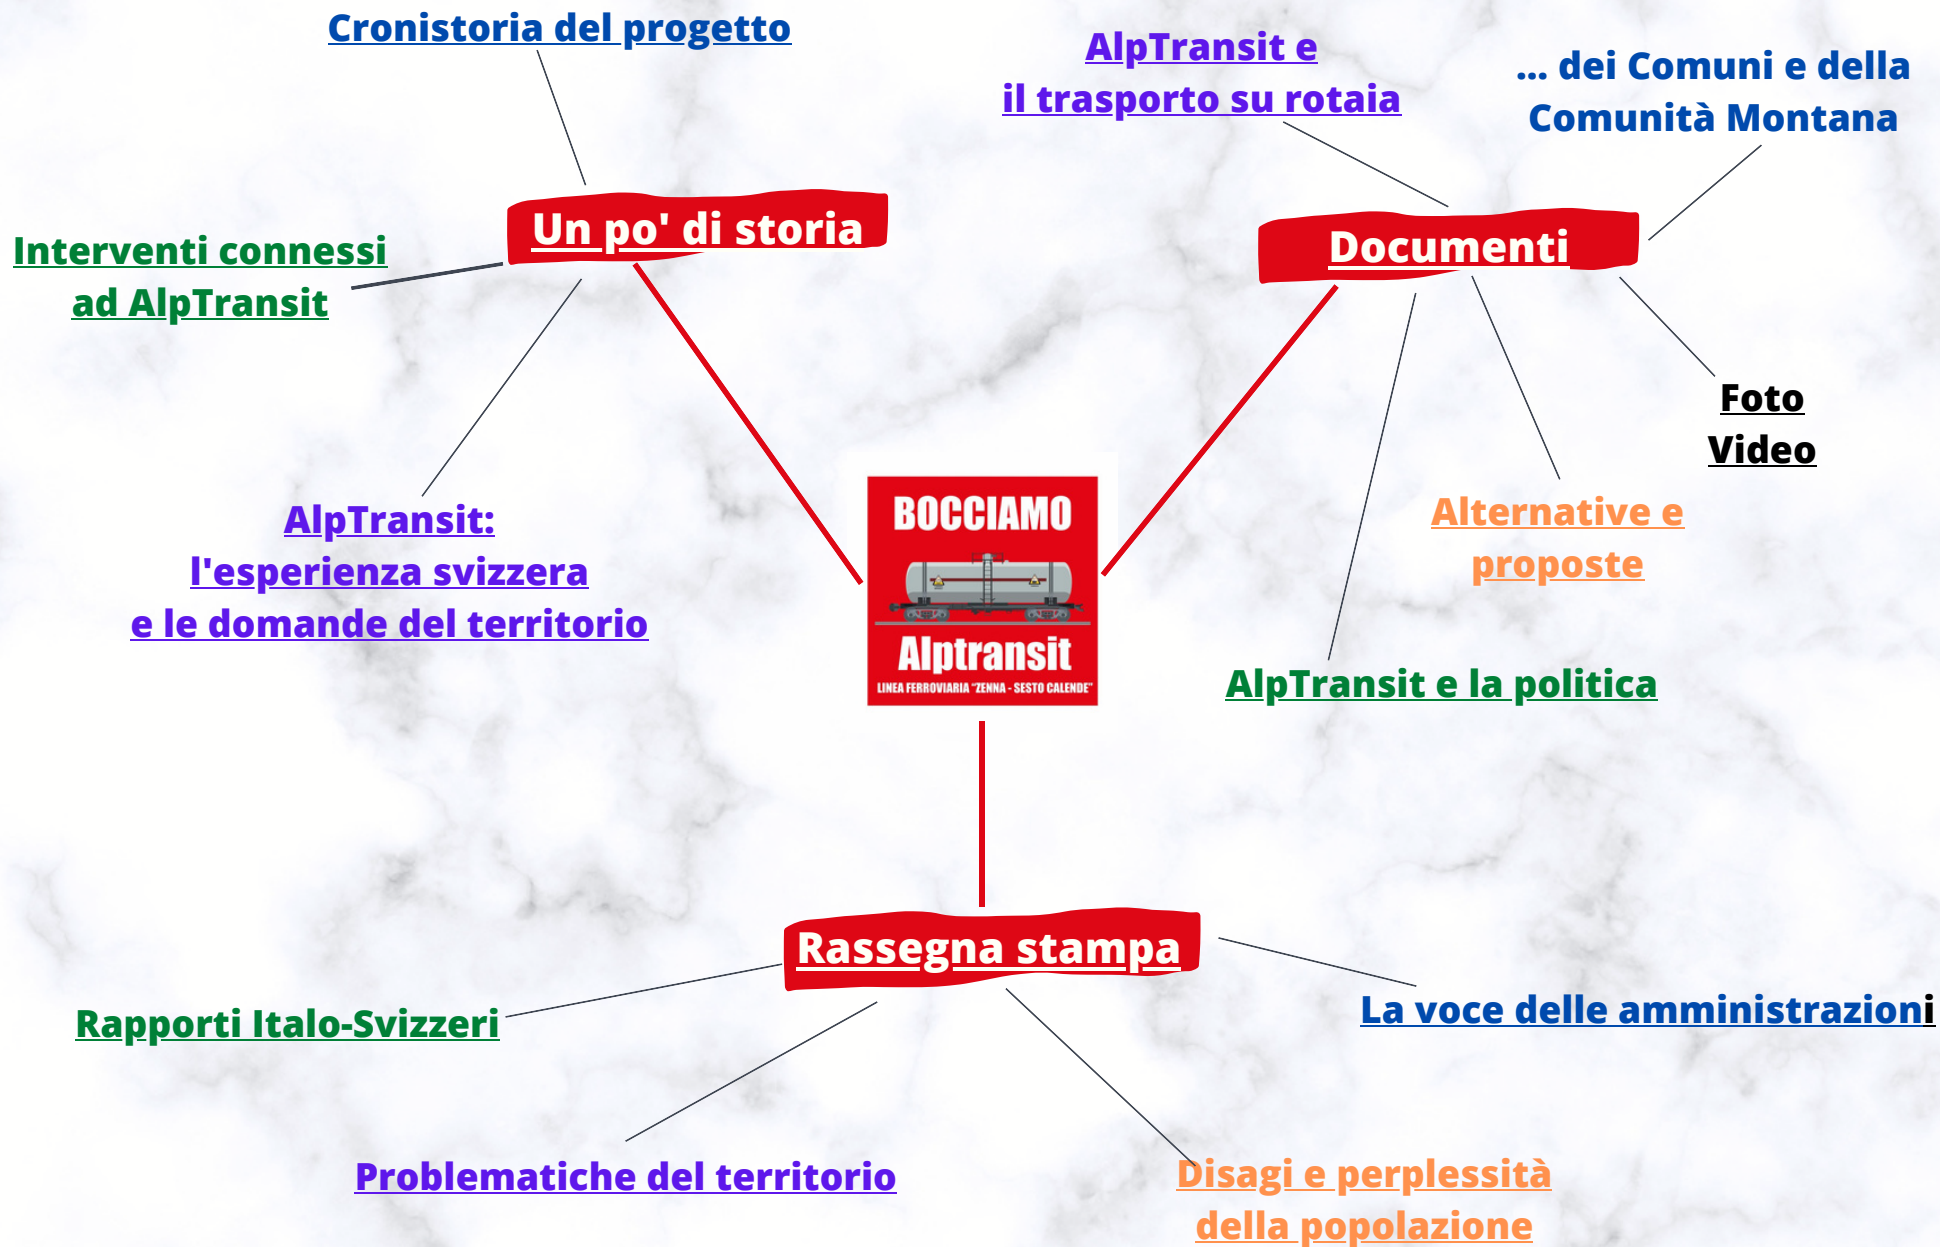 Cronistoria del progetto
AlpTransit e
il trasporto su rotaia
... dei Comuni e della
Comunità Montana
Un po' di storia
Documenti
Interventi connessi
ad AlpTransit
Foto
Video
AlpTransit:
l'esperienza svizzera
e le domande del territorio
BOCCIAMO
Alptransit
LINEA FERROVIARIA "ZENNA - SESTO CALENDE"
Alternative e
proposte
AlpTransit e la politica
Rassegna stampa
Rapporti Italo-Svizzeri
La voce delle amministrazioni
Problematiche del territorio
Disagi e perplessità
della popolazione